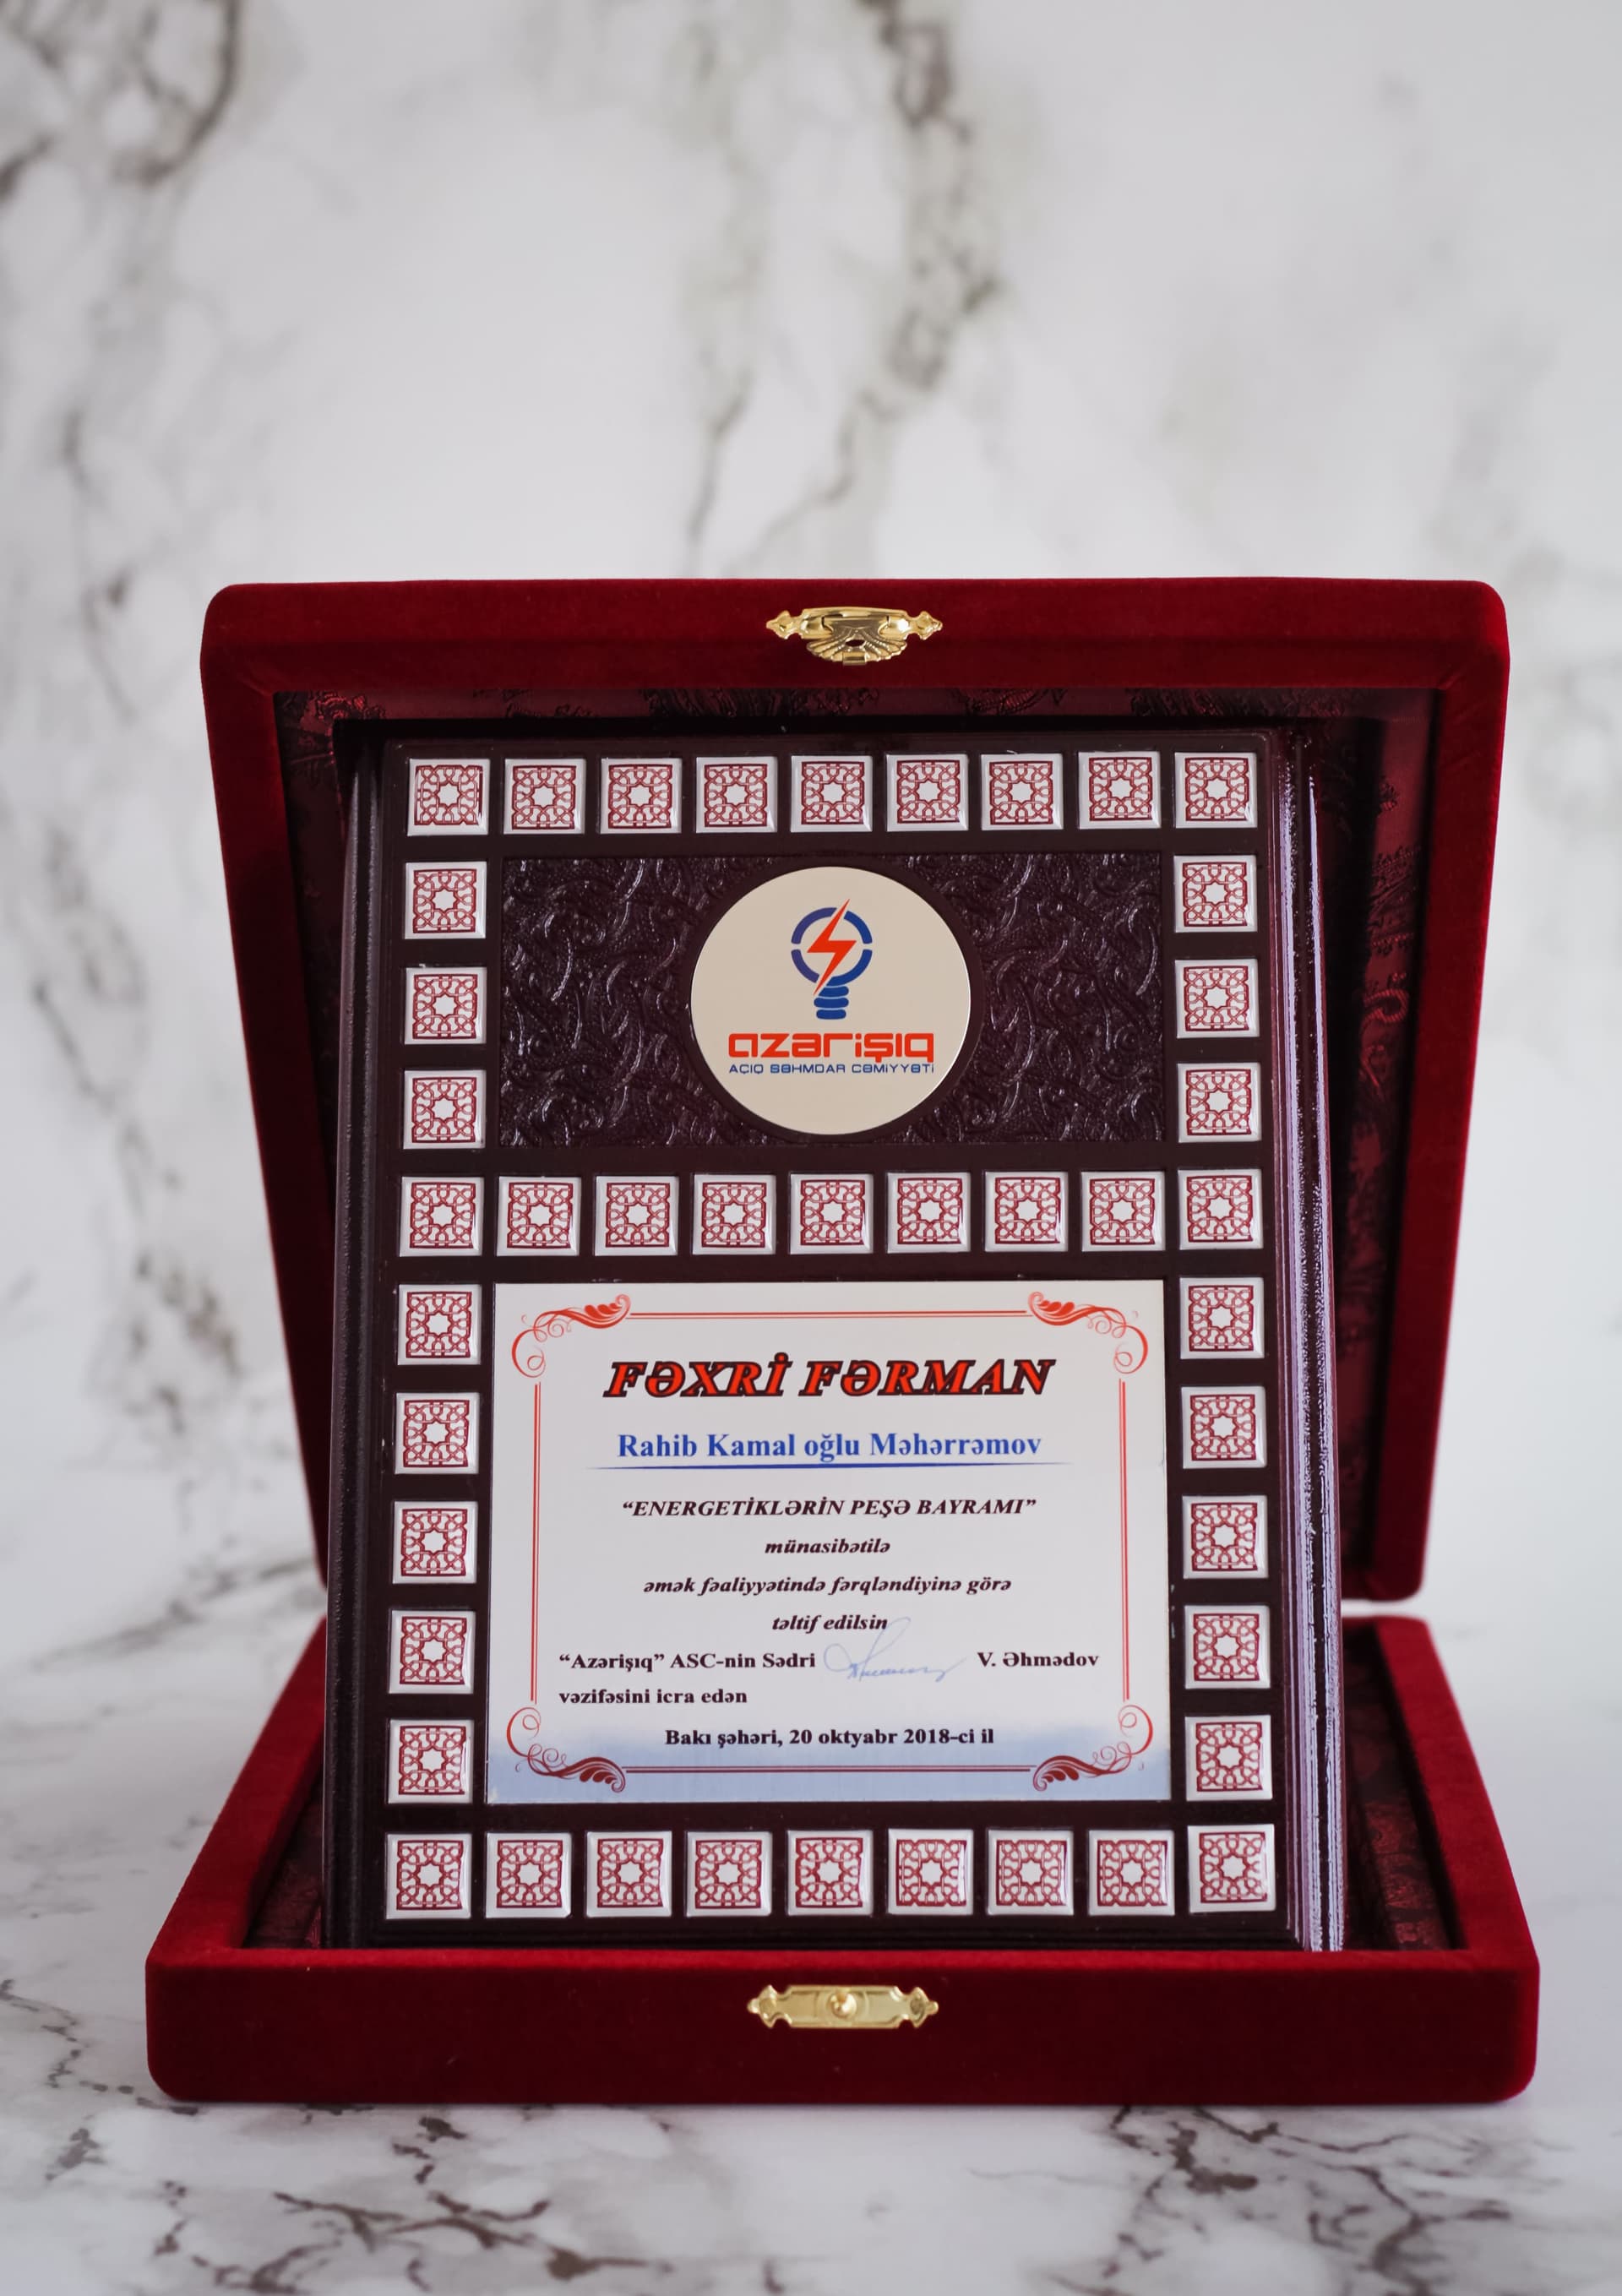 azərişıq
AÇIQ SƏHMDAR CƏMİYYƏTİ
FƏXRİ FƏRMAN
Rahib Kamal oğlu Məhərrəmov
“ENERGETİKLƏRİN PEŞƏ BAYRAMI”
münasibətilə
əmək fəaliyyətində fərqləndiyinə görə
təltif edilsin
“Azərişıq” ASC-nin Sədri V. Əhmədov
vəzifəsini icra edən
Bakı şəhəri, 20 oktyabr 2018-ci il